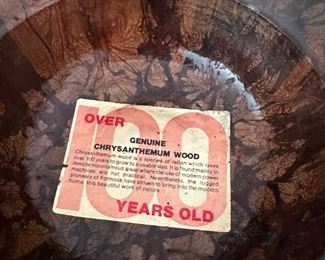 OVER
100
GENUINE
CHRYSANTHEMUM WOOD
Chrysanthemum wood is a species of rattan which takes
over 100 years to grow to a usable size. It is found mainly in
remote mountainous areas where the use of modern power
machines are not practical. Nevertheless, the rugged
pioneers of Formosa have striven to bring into the modern
home, this beautiful work of nature.
YEARS OLD